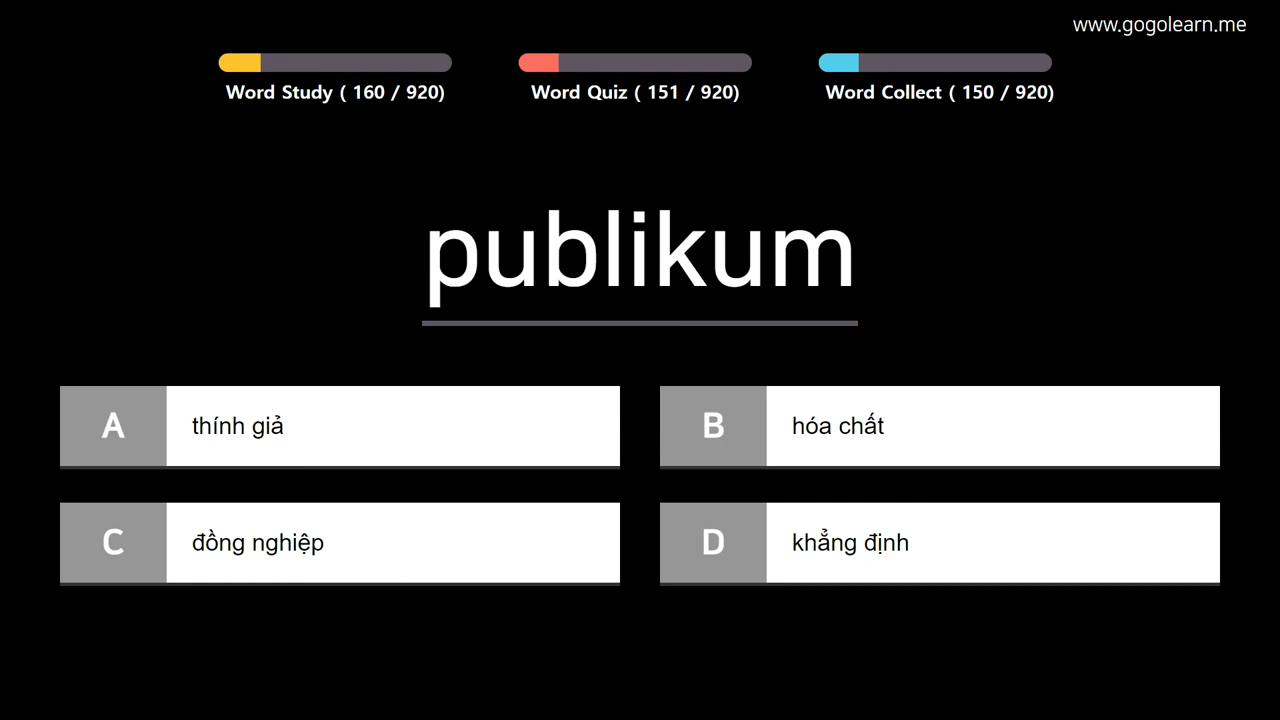 www.gogolearn.me
Word Study ( 160 / 920)
Word Quiz ( 151 / 920)
Word Collect ( 150 / 920)
publikum
A thính giả
B hóa chất
C đồng nghiệp
D khẳng định